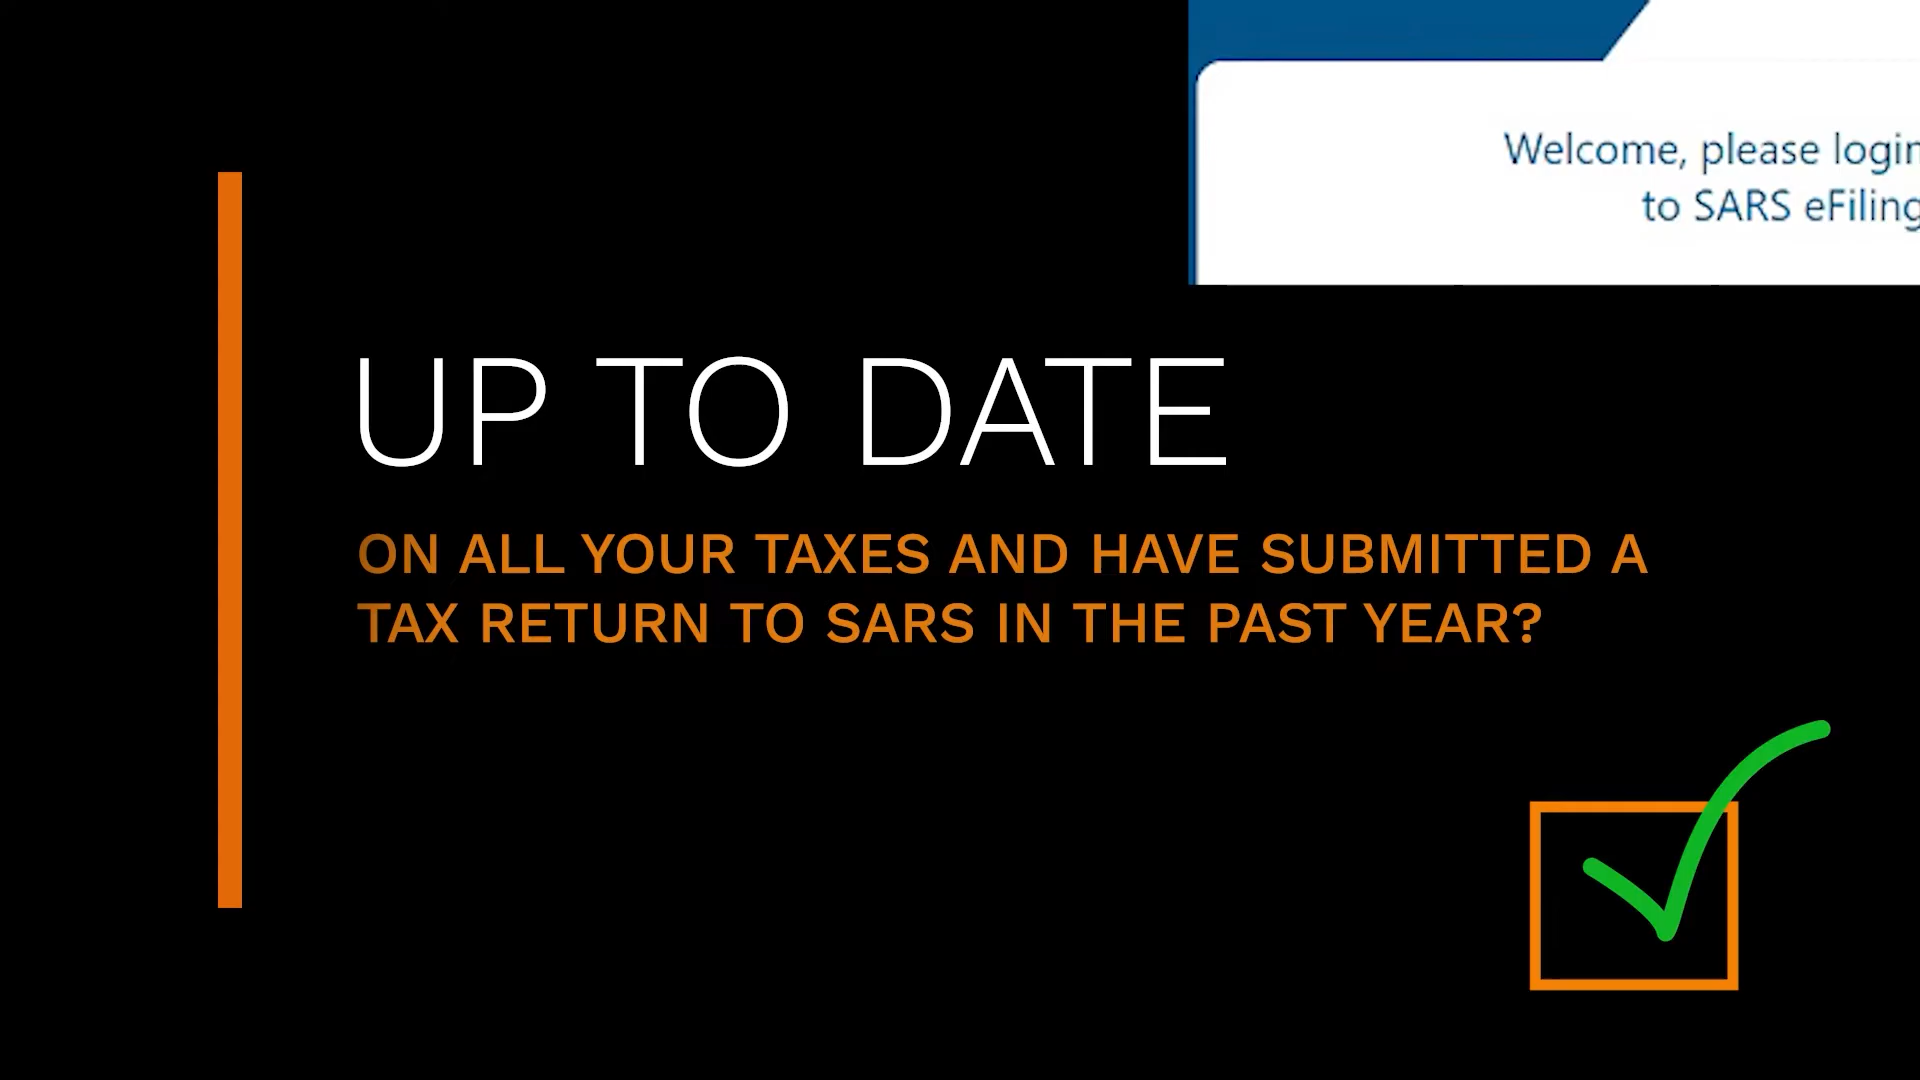 Welcome, please login
to SARS eFiling
UP TO DATE
ON ALL YOUR TAXES AND HAVE SUBMITTED A
TAX RETURN TO SARS IN THE PAST YEAR?